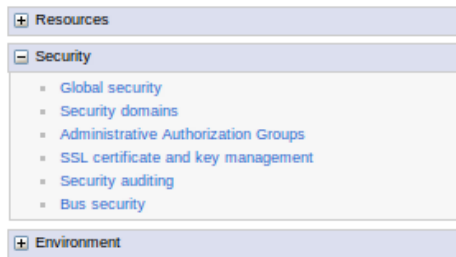 Resources
Security
Global security
Security domains
Administrative Authorization Groups
SSL certificate and key management
Security auditing
Bus security
Environment